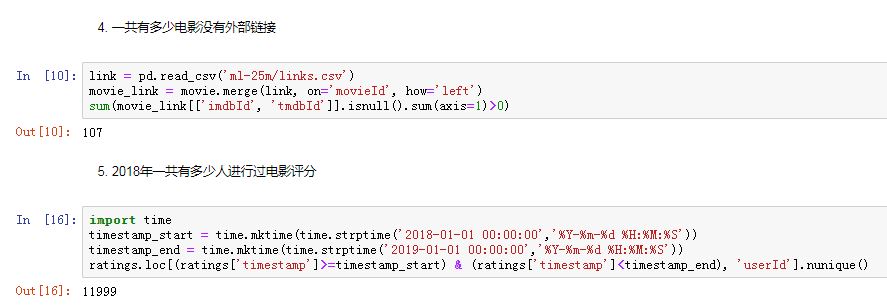 4. 一共有多少电影没有外部链接
In [10]: link = pd.read_csv('ml-25m/links.csv')
movie_link = movie.merge(link, on='movieId', how='left')
sum(movie_link[['imdbId', 'tmdbId']].isnull().sum(axis=1)>0)
Out[10]: 107
5. 2018年一共有多少人进行过电影评分
In [16]: import time
timestamp_start = time.mktime(time.strptime('2018-01-01 00:00:00','%Y-%m-%d %H:%M:%S'))
timestamp_end = time.mktime(time.strptime('2019-01-01 00:00:00','%Y-%m-%d %H:%M:%S'))
ratings.loc[(ratings['timestamp']>=timestamp_start) & (ratings['timestamp']<timestamp_end), 'userId'].nunique()
Out[16]: 11999